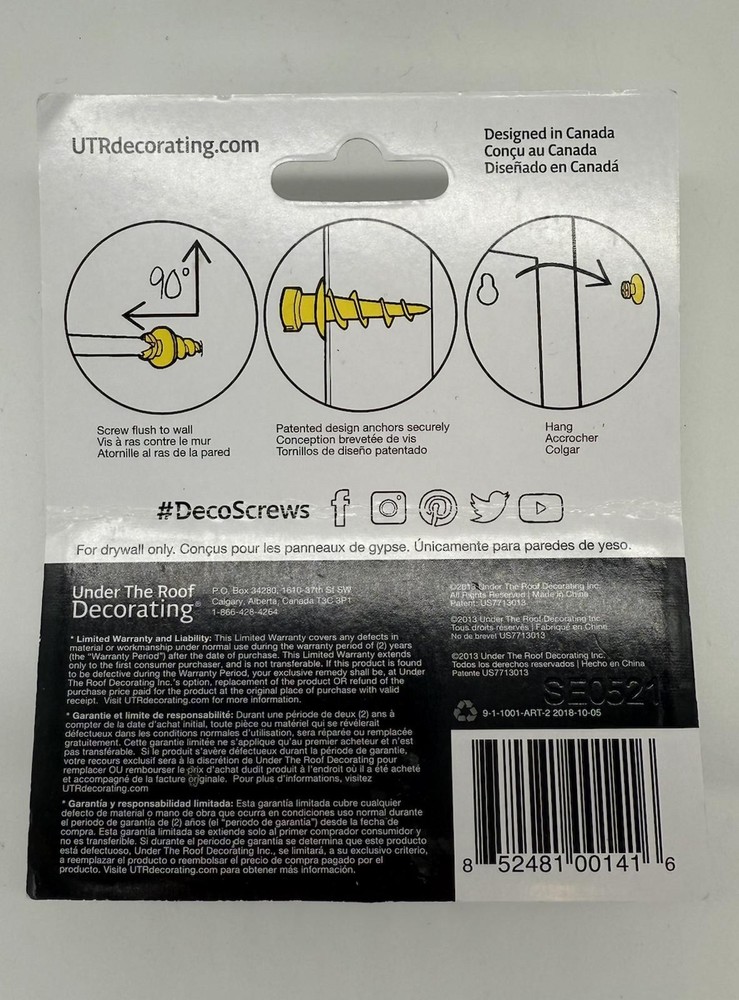 UTRdecorating.com
Designed in Canada
Conçu au Canada
Diseñado en Canadá
90°
Screw flush to wall
Vis à ras contre le mur
Atornille al ras de la pared
Patented design anchors securely
Conception brevetée de vis
Tornillos de diseño patentado
Hang
Accrocher
Colgar
#DecoScrews
For drywall only. Conçus pour les panneaux de gypse. Únicamente para paredes de yeso.
Under The Roof
Decorating®
P.O. Box 34280, 1610-37th St SW
Calgary, Alberta, Canada T3C 3P1
1-866-428-4264
©2013 Under The Roof Decorating Inc.
All Rights Reserved | Made in China
Patent: US7713013
©2013 Under The Roof Decorating Inc.
Tous droits réservés | Fabriqué en Chine
No de brevet US7713013
©2013 Under The Roof Decorating Inc.
Todos los derechos reservados | Hecho en China
Patente US7713013
SE0521
9-1-1001-ART-2 2018-10-05
* Limited Warranty and Liability: This Limited Warranty covers any defects in
material or workmanship under normal use during the warranty period of (2) years
(the "Warranty Period") after the date of purchase. This Limited Warranty extends
only to the first consumer purchaser, and is not transferable. If this product is found
to be defective during the Warranty Period, your exclusive remedy shall be, at Under
The Roof Decorating Inc.'s option, replacement of the product OR refund of the
purchase price paid for the product at the original place of purchase with valid
receipt. Visit UTRdecorating.com for more information.
* Garantie et limite de responsabilité: Durant une période de deux (2) ans à
compter de la date d'achat initial, toute pièce ou matériel qui se révélerait
défectueux dans les conditions normales d'utilisation, sera réparée ou remplacée
gratuitement. Cette garantie limitée ne s'applique qu'au premier acheteur et n'est
pas transférable. Si le produit s'avère défectueux durant la période de garantie,
votre recours exclusif sera à la discrétion de Under The Roof Decorating pour
remplacer OU rembourser le prix d'achat dudit produit à l'endroit où il a été acheté
et accompagné de la facture originale. Pour plus d'informations, visitez
UTRdecorating.com
* Garantía y responsabilidad limitada: Esta garantía limitada cubre cualquier
defecto de material o mano de obra que ocurra en condiciones uso normal durante
el periodo de garantía de (2) años (el "periodo de garantía") desde la fecha de
compra. Esta garantía limitada se extiende solo al primer comprador consumidor y
no es transferible. Si durante el periodo de garantía se determina que este producto
está defectuoso, Under The Roof Decorating Inc., se limitará, a su exclusivo criterio,
a reemplazar el producto o reembolsar el precio de compra pagado por el
producto. Visite UTRdecorating.com para obtener más información.
8 52481 00141 6